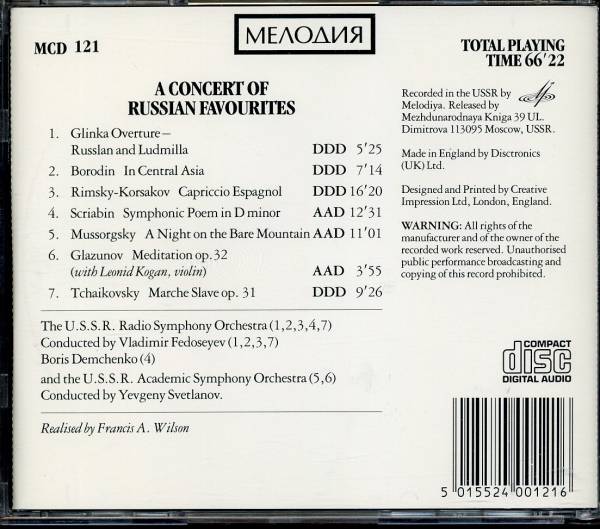 МЕЛОДИЯ
MCD 121
TOTAL PLAYING
TIME 66'22
A CONCERT OF
RUSSIAN FAVOURITES
1. Glinka Overture –
Russlan and Ludmilla DDD 5'25
2. Borodin In Central Asia DDD 7'14
3. Rimsky-Korsakov Capriccio Espagnol DDD 16'20
4. Scriabin Symphonic Poem in D minor AAD 12'31
5. Mussorgsky A Night on the Bare Mountain AAD 11'01
6. Glazunov Meditation op. 32
(with Leonid Kogan, violin) AAD 3'55
7. Tchaikovsky Marche Slave op. 31 DDD 9'26
The U.S.S.R. Radio Symphony Orchestra (1,2,3,4,7)
Conducted by Vladimir Fedoseyev (1,2,3,7)
Boris Demchenko (4)
and the U.S.S.R. Academic Symphony Orchestra (5,6)
Conducted by Yevgeny Svetlanov.
Realised by Francis A. Wilson
Recorded in the USSR by
Melodiya. Released by
Mezhdunarodnaya Kniga 39 UL.
Dimitrova 113095 Moscow, USSR.
Made in England by Disctronics
(UK) Ltd.
Designed and Printed by Creative
Impression Ltd, London, England.
WARNING: All rights of the
manufacturer and of the owner of the
recorded work reserved. Unauthorised
public performance broadcasting and
copying of this record prohibited.
COMPACT
disc
DIGITAL AUDIO
5 015524 001216